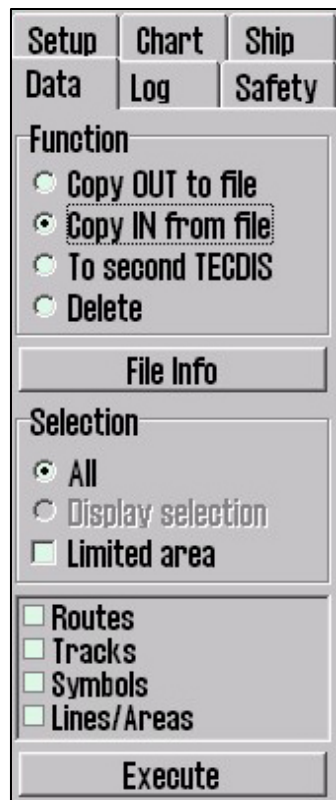 Setup Chart Ship
Data Log Safety
Function
Copy OUT to file
Copy IN from file
To second TECDIS
Delete
File Info
Selection
All
Display selection
Limited area
Routes
Tracks
Symbols
Lines/Areas
Execute